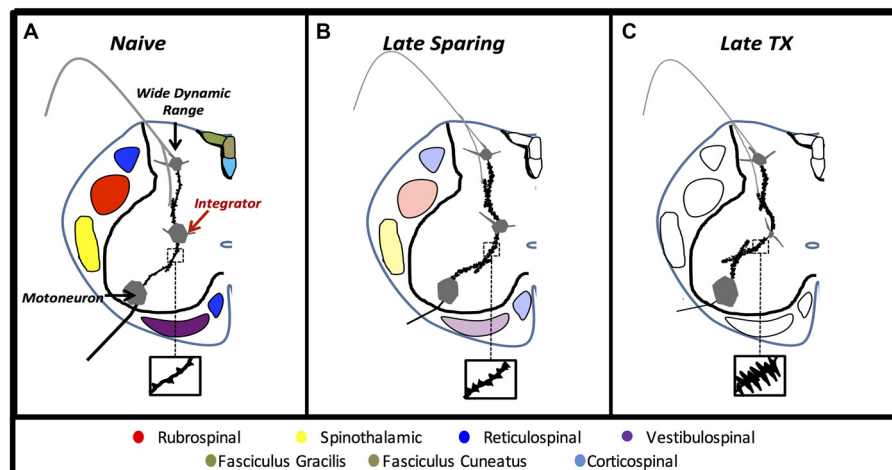 A
Naive
B
Late Sparing
C
Late TX
Wide Dynamic
Range
Integrator
Motoneuron
Rubrospinal
Spinothalamic
Reticulospinal
Vestibulospinal
Fasciculus Gracilis
Fasciculus Cuneatus
Corticospinal